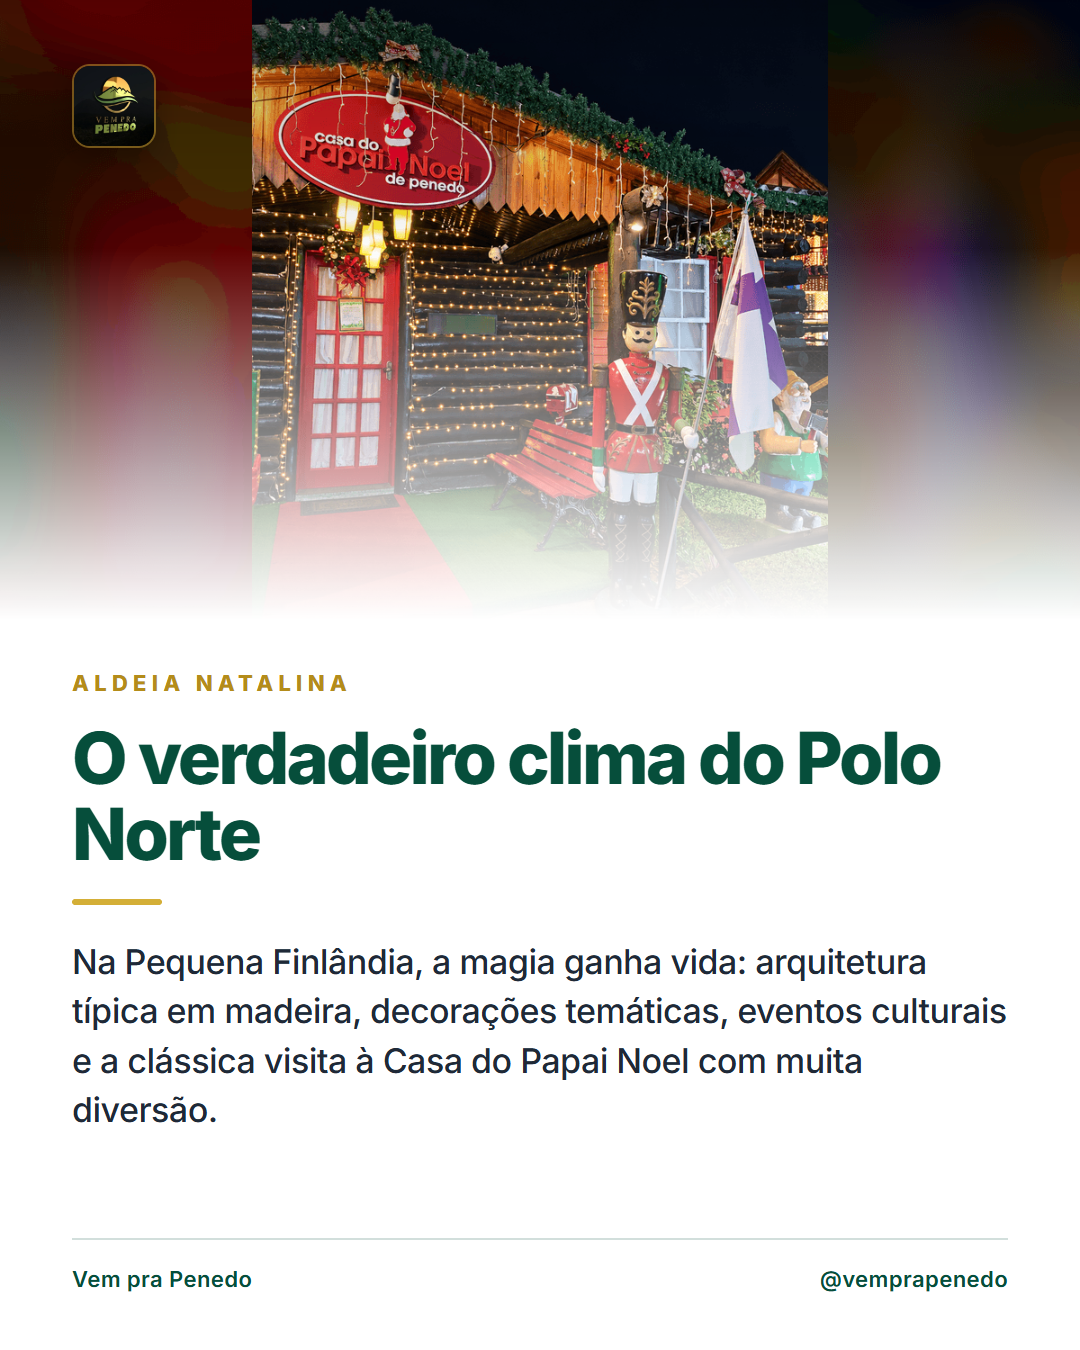 VEM PRA
PENEDO
casa do
Papai Noel
de penedo
ALDEIA NATALINA
O verdadeiro clima do Polo
Norte
Na Pequena Finlândia, a magia ganha vida: arquitetura
típica em madeira, decorações temáticas, eventos culturais
e a clássica visita à Casa do Papai Noel com muita
diversão.
Vem pra Penedo
@vemprapenedo